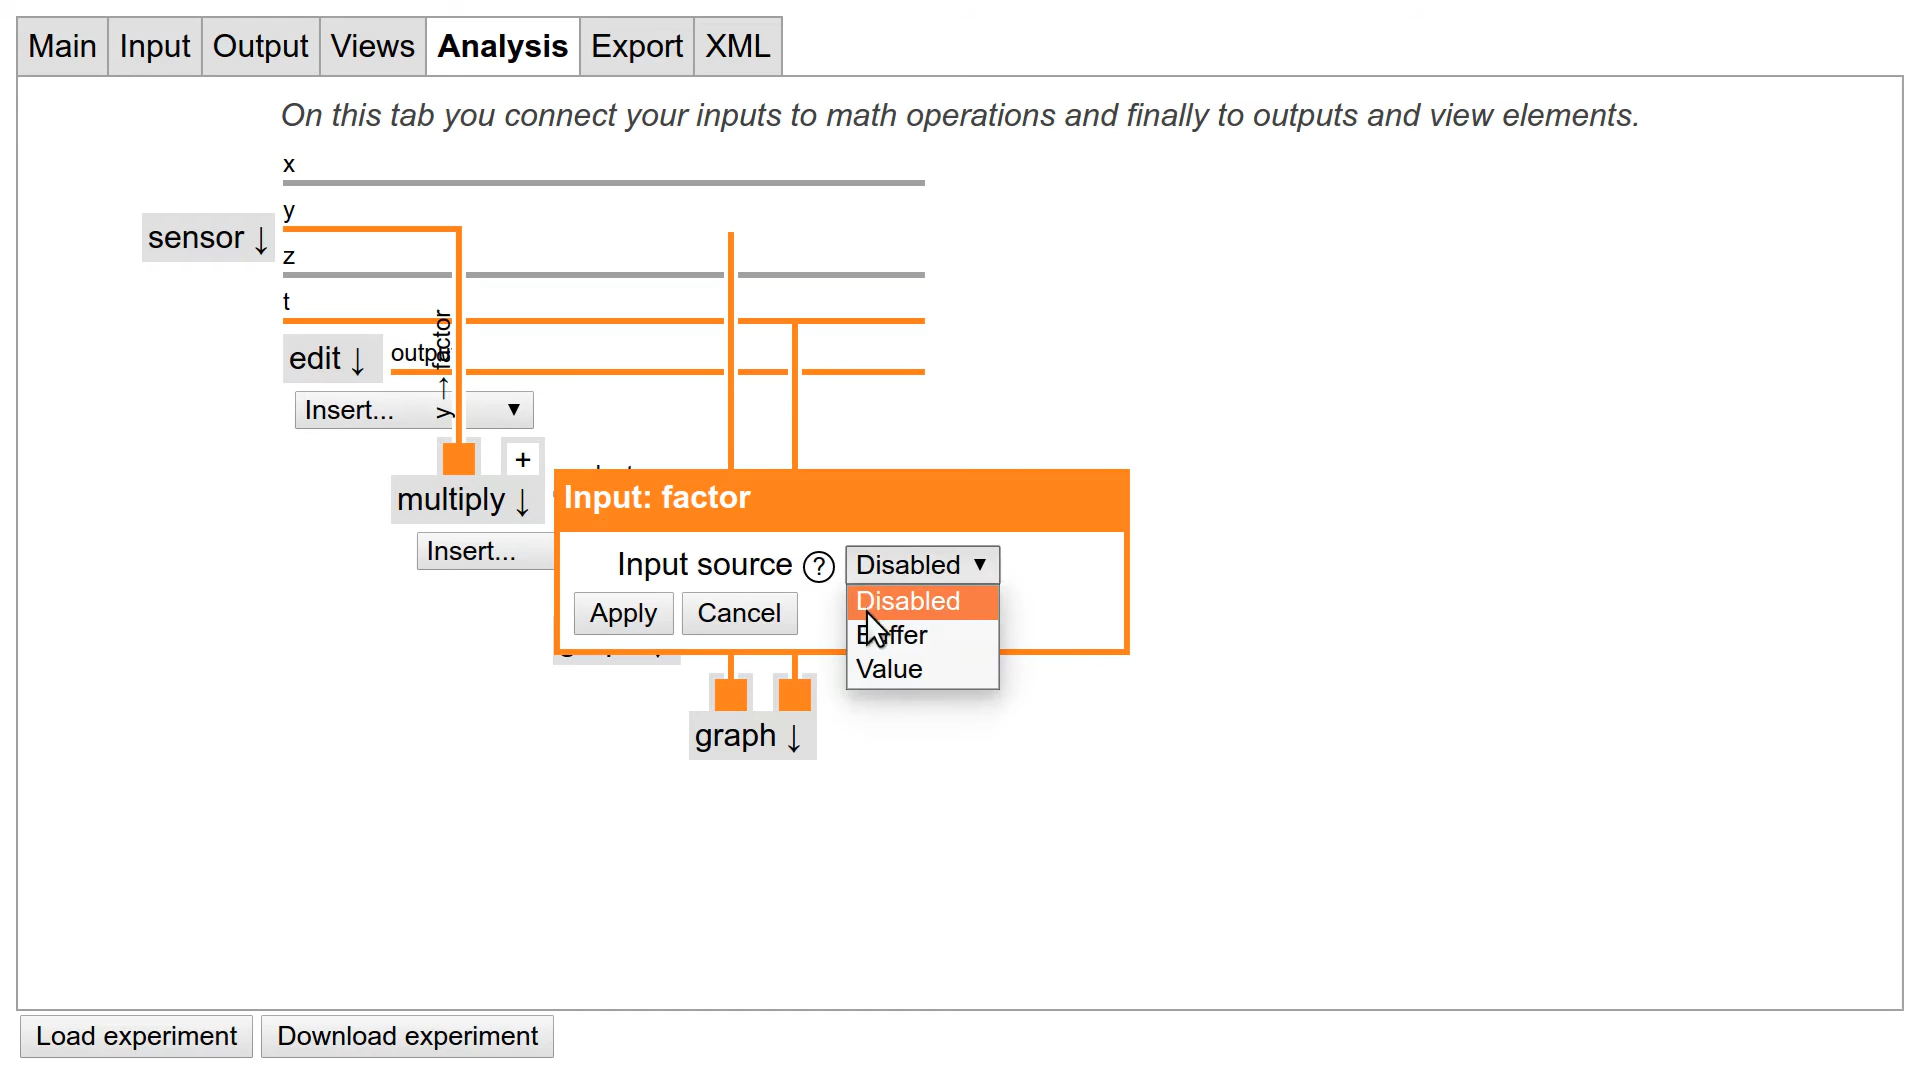 Main Input Output Views Analysis Export XML
On this tab you connect your inputs to math operations and finally to outputs and view elements.
x
y
sensor ↓
z
t
y → factor
edit ↓
Insert... ▼
+
multiply ↓
Input: factor
Insert...
Input source ? Disabled ▼
Disabled
Apply Cancel
Buffer
Value
graph ↓
Load experiment Download experiment